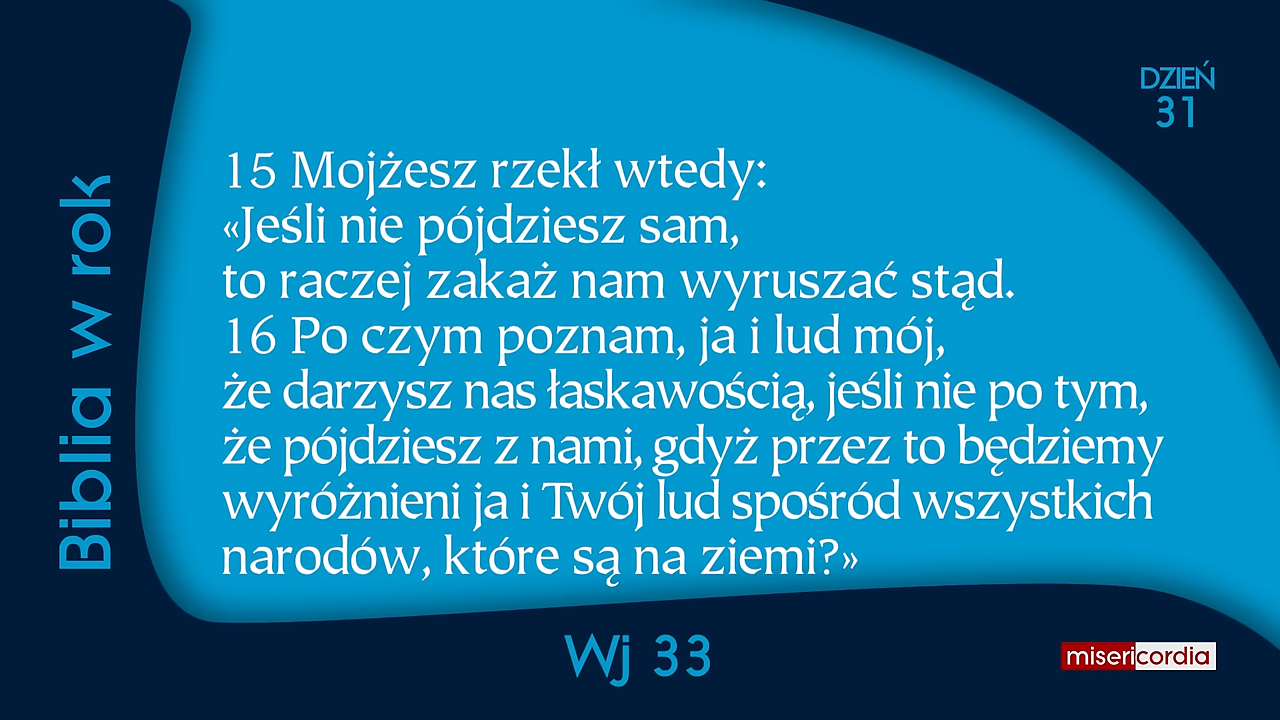 DZIEŃ
31
15 Mojżesz rzekł wtedy:
«Jeśli nie pójdziesz sam,
to raczej zakaż nam wyruszać stąd.
16 Po czym poznam, ja i lud mój,
że darzysz nas łaskawością, jeśli nie po tym,
że pójdziesz z nami, gdyż przez to będziemy
wyróżnieni ja i Twój lud spośród wszystkich
narodów, które są na ziemi?»
Biblia w rok
Wj 33
misericordia